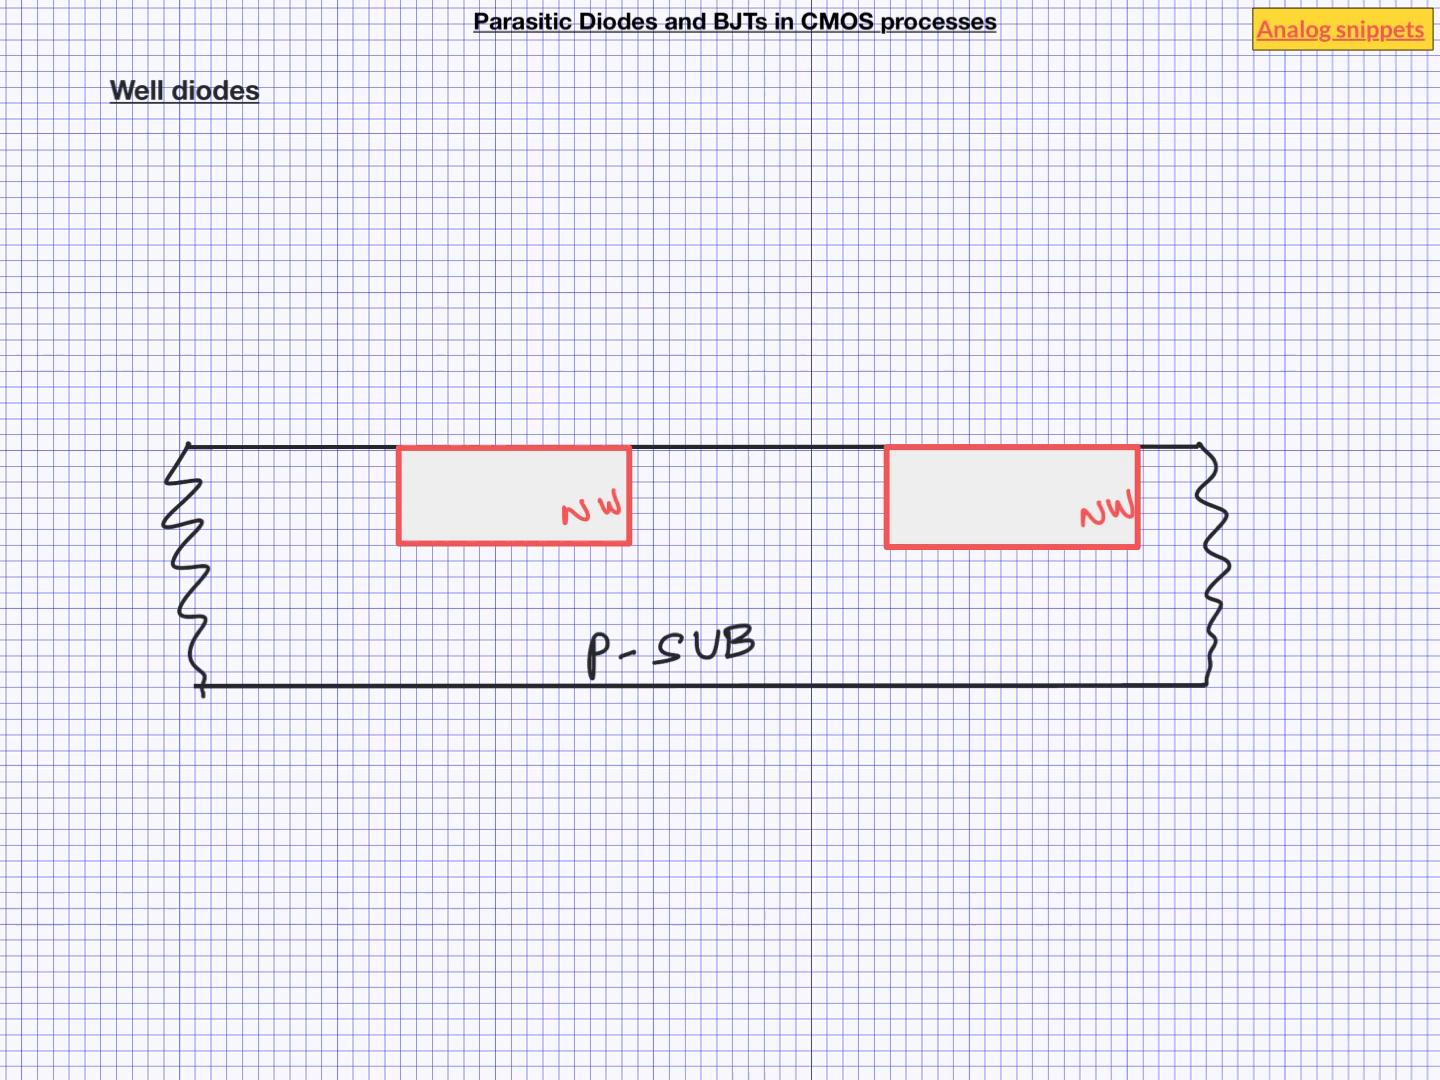 Parasitic Diodes and BJTs in CMOS processes
Analog snippets
Well diodes
NW
NW
P-SUB